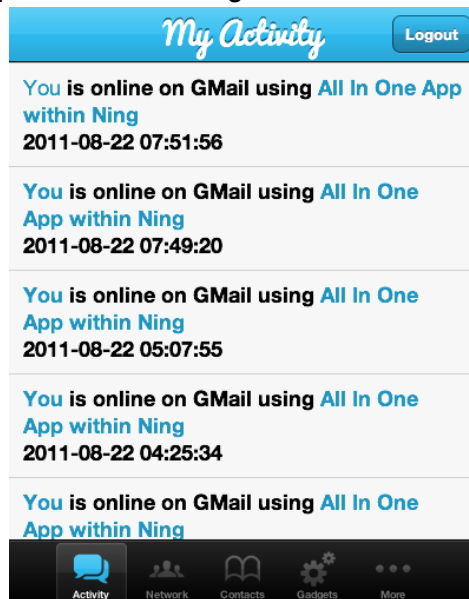 My Activity
Logout
You is online on GMail using All In One App
within Ning
2011-08-22 07:51:56
You is online on GMail using All In One
App within Ning
2011-08-22 07:49:20
You is online on GMail using All In One
App within Ning
2011-08-22 05:07:55
You is online on GMail using All In One
App within Ning
2011-08-22 04:25:34
You is online on GMail using All In One
App within Ning
Activity Network Contacts Gadgets More